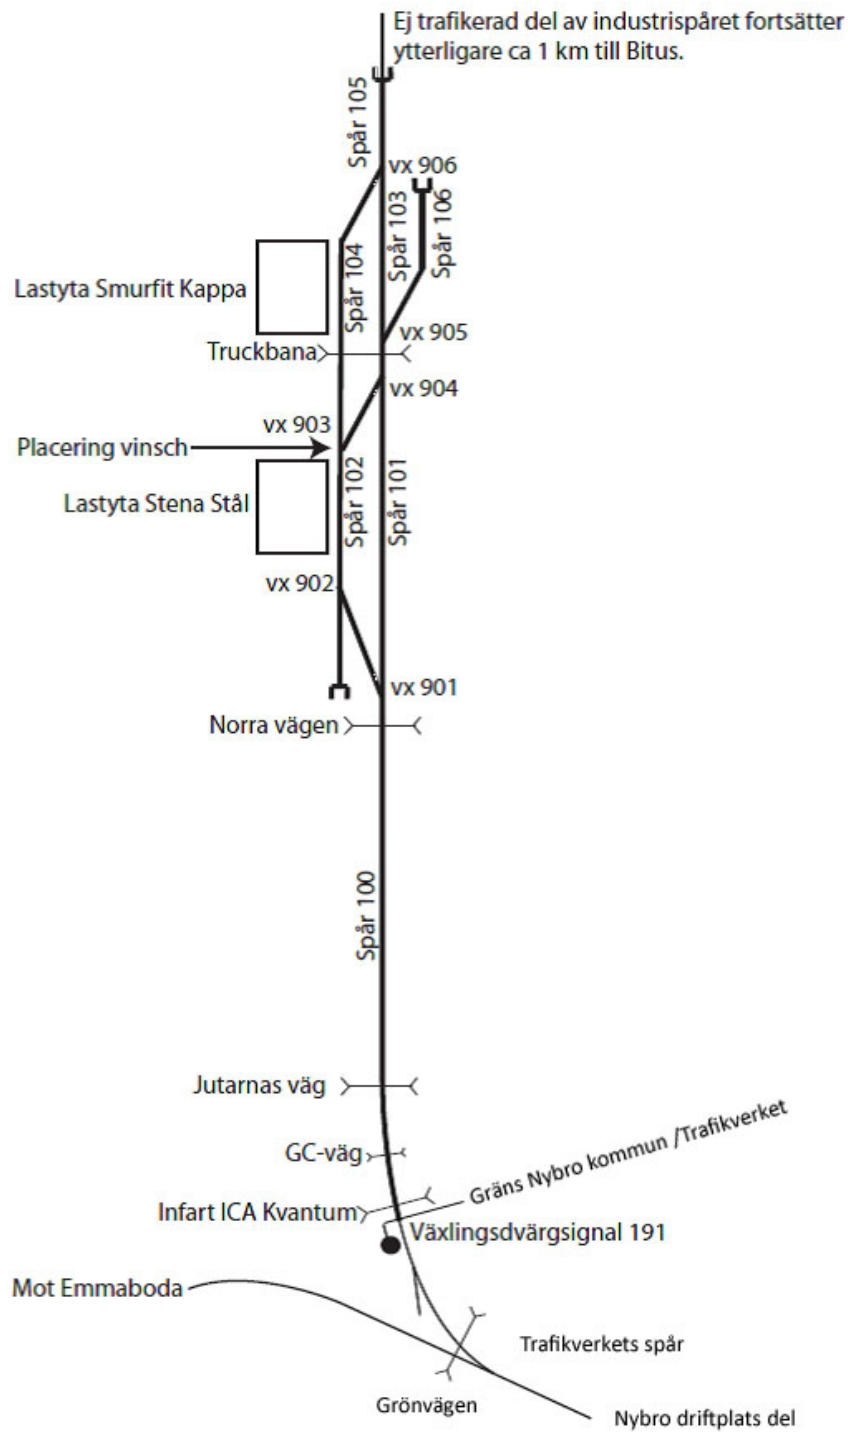 Ej trafikerad del av industrispåret fortsätter
ytterligare ca 1 km till Bitus.
Spår 105
vx 906
Spår 103
Spår 106
Spår 104
Lastyta Smurfit Kappa
vx 905
Truckbana
vx 904
vx 903
Placering vinsch
Spår 102
Spår 101
Lastyta Stena Stål
vx 902
vx 901
Norra vägen
Spår 100
Jutarnas väg
GC-väg
Gräns Nybro kommun /Trafikverket
Infart ICA Kvantum
Växlingsdvärgsignal 191
Mot Emmaboda
Trafikverkets spår
Grönvägen
Nybro driftplats del